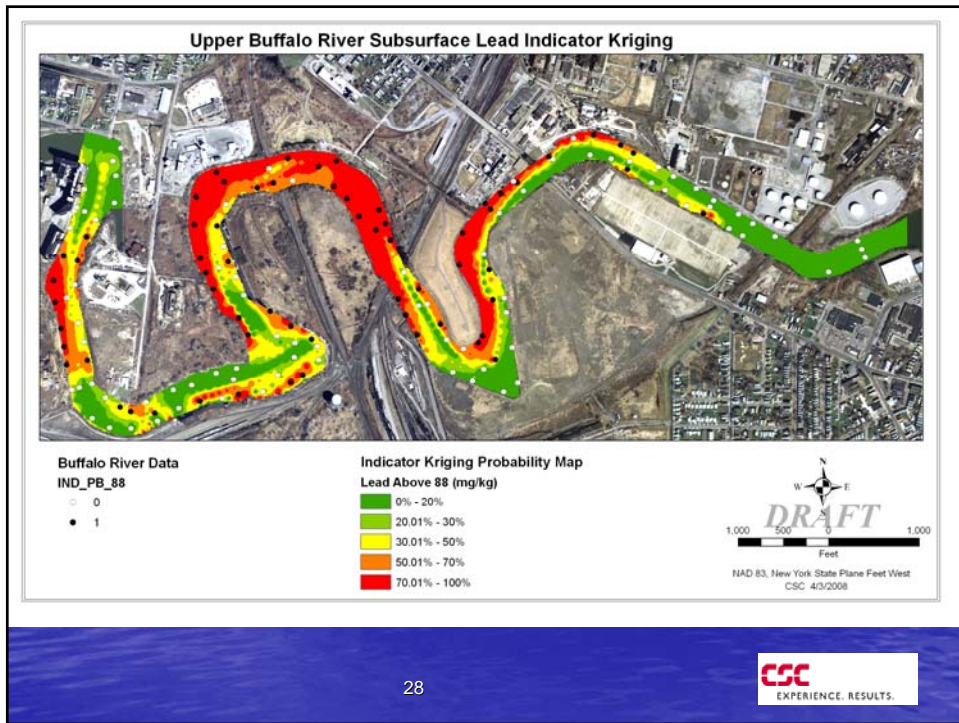 Upper Buffalo River Subsurface Lead Indicator Kriging
Buffalo River Data
IND_PB_88
0
1
Indicator Kriging Probability Map
Lead Above 88 (mg/kg)
0% - 20%
20.01% - 30%
30.01% - 50%
50.01% - 70%
70.01% - 100%
N
W E
S
DRAFT
1,000 500 0 1,000
Feet
NAD 83, New York State Plane Feet West
CSC 4/3/2008
28
CSC
EXPERIENCE. RESULTS.